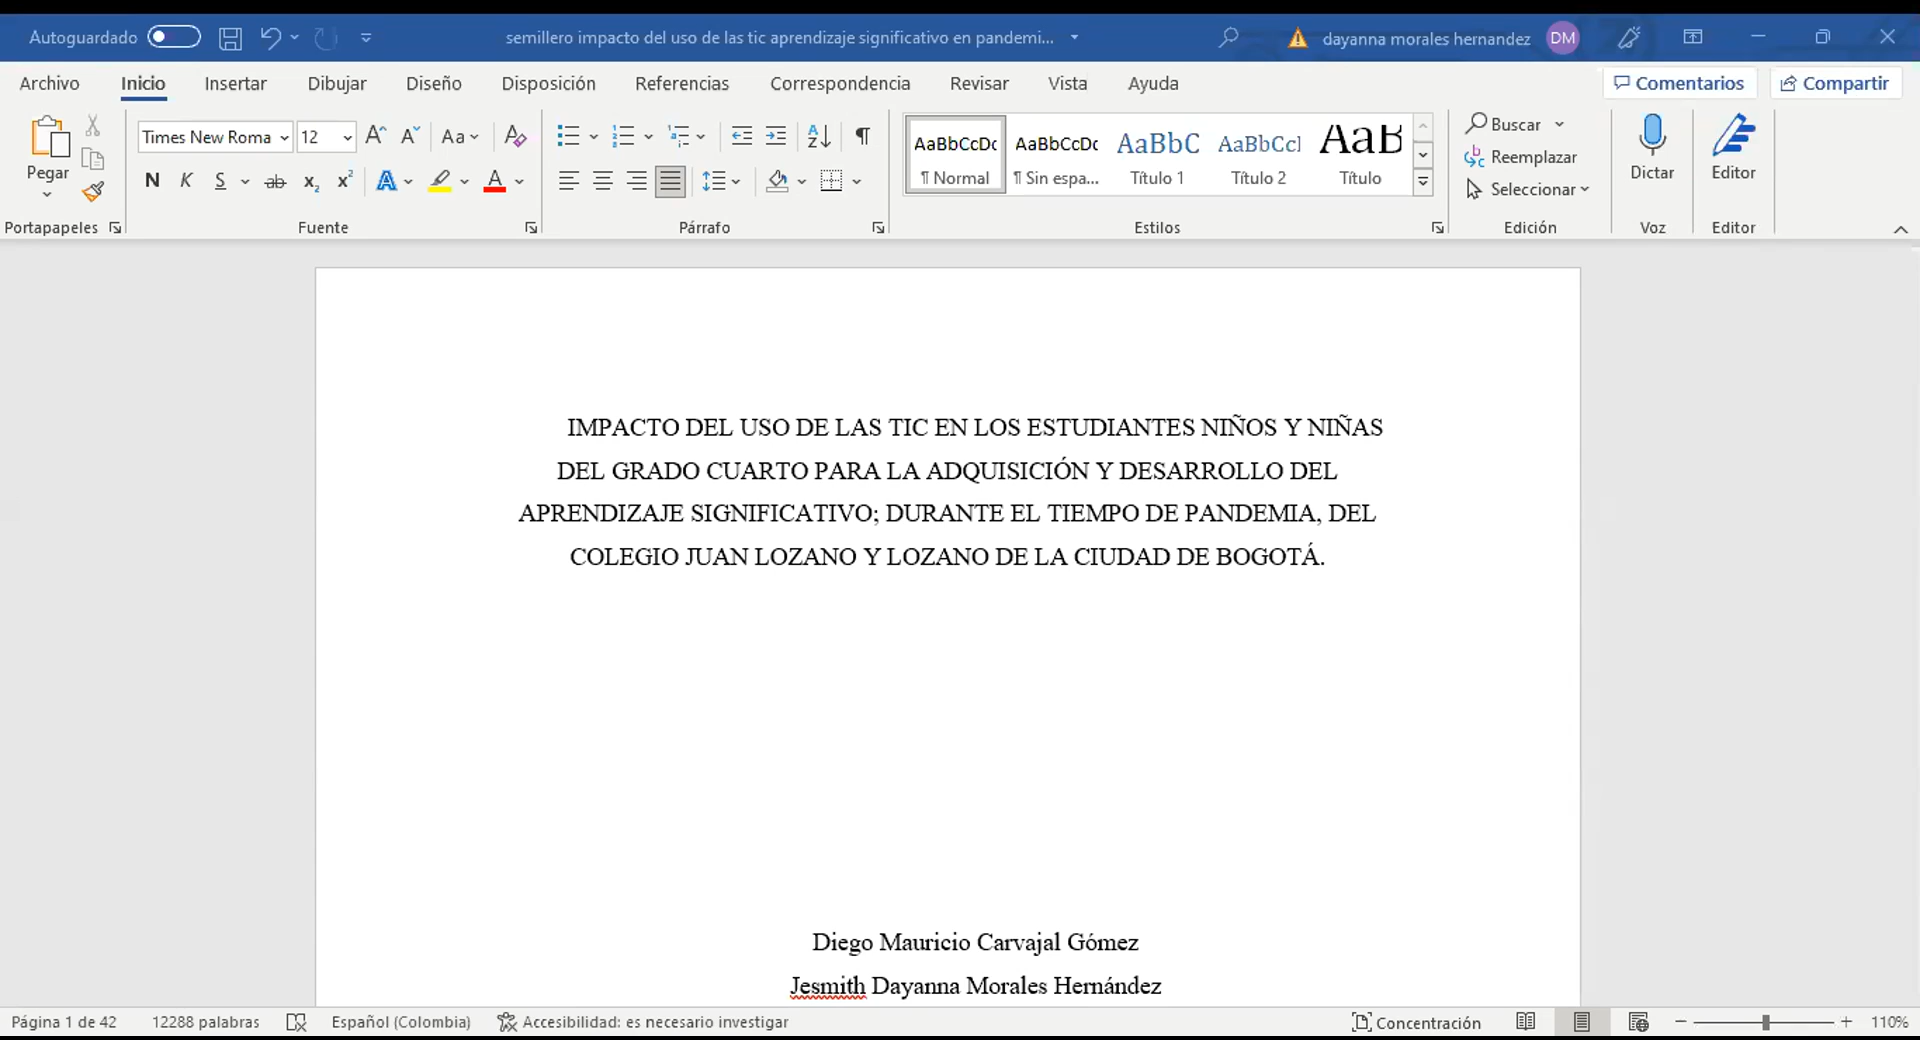 Autoguardado
semillero impacto del uso de las tic aprendizaje significativo en pandemi...
dayanna morales hernandez DM
Archivo Inicio Insertar Dibujar Diseño Disposición Referencias Correspondencia Revisar Vista Ayuda Comentarios Compartir
Pegar
Portapapeles
Times New Roma 12 Aa
N K S ab x₂ x² A A
Fuente
Párrafo
AaBbCcDc AaBbCcDc AaBbC AaBbCcI AaB
¶ Normal ¶ Sin espa... Título 1 Título 2 Título
Estilos
Buscar
Reemplazar
Seleccionar
Edición
Dictar
Voz
Editor
Editor
IMPACTO DEL USO DE LAS TIC EN LOS ESTUDIANTES NIÑOS Y NIÑAS
DEL GRADO CUARTO PARA LA ADQUISICIÓN Y DESARROLLO DEL
APRENDIZAJE SIGNIFICATIVO; DURANTE EL TIEMPO DE PANDEMIA, DEL
COLEGIO JUAN LOZANO Y LOZANO DE LA CIUDAD DE BOGOTÁ.
Diego Mauricio Carvajal Gómez
Jesmith Dayanna Morales Hernández
Página 1 de 42 12288 palabras Español (Colombia) Accesibilidad: es necesario investigar Concentración 110%